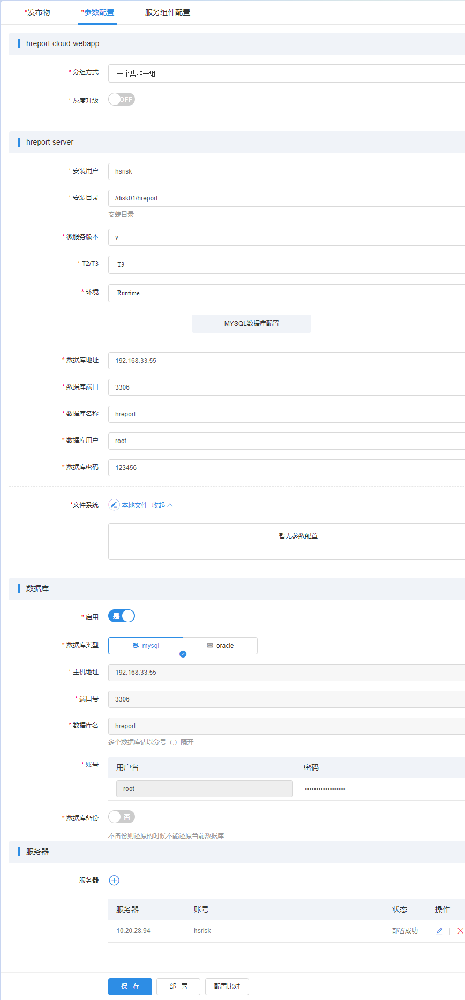 *发布物 *参数配置 服务组件配置
hreport-cloud-webapp
* 分组方式 一个集群一组
* 灰度升级 OFF
hreport-server
* 安装用户 hsrisk
* 安装目录 /disk01/hreport
安装目录
* 微服务版本 v
* T2/T3 T3
* 环境 Runtime
MYSQL数据库配置
* 数据库地址 192.168.33.55
* 数据库端口 3306
* 数据库名称 hreport
* 数据库用户 root
* 数据库密码 123456
*文件系统 本地文件 收起
暂无参数配置
数据库
* 启用 是
* 数据库类型 mysql oracle
* 主机地址 192.168.33.55
* 端口号 3306
* 数据库名 hreport
多个数据库请以分号（;）隔开
* 账号 用户名 密码
root ••••••••••••••••••
* 数据库备份 否
不备份则还原的时候不能还原当前数据库
服务器
服务器
服务器 账号 状态 操作
10.20.28.94 hsrisk 部署成功
保 存 部 署 配置比对